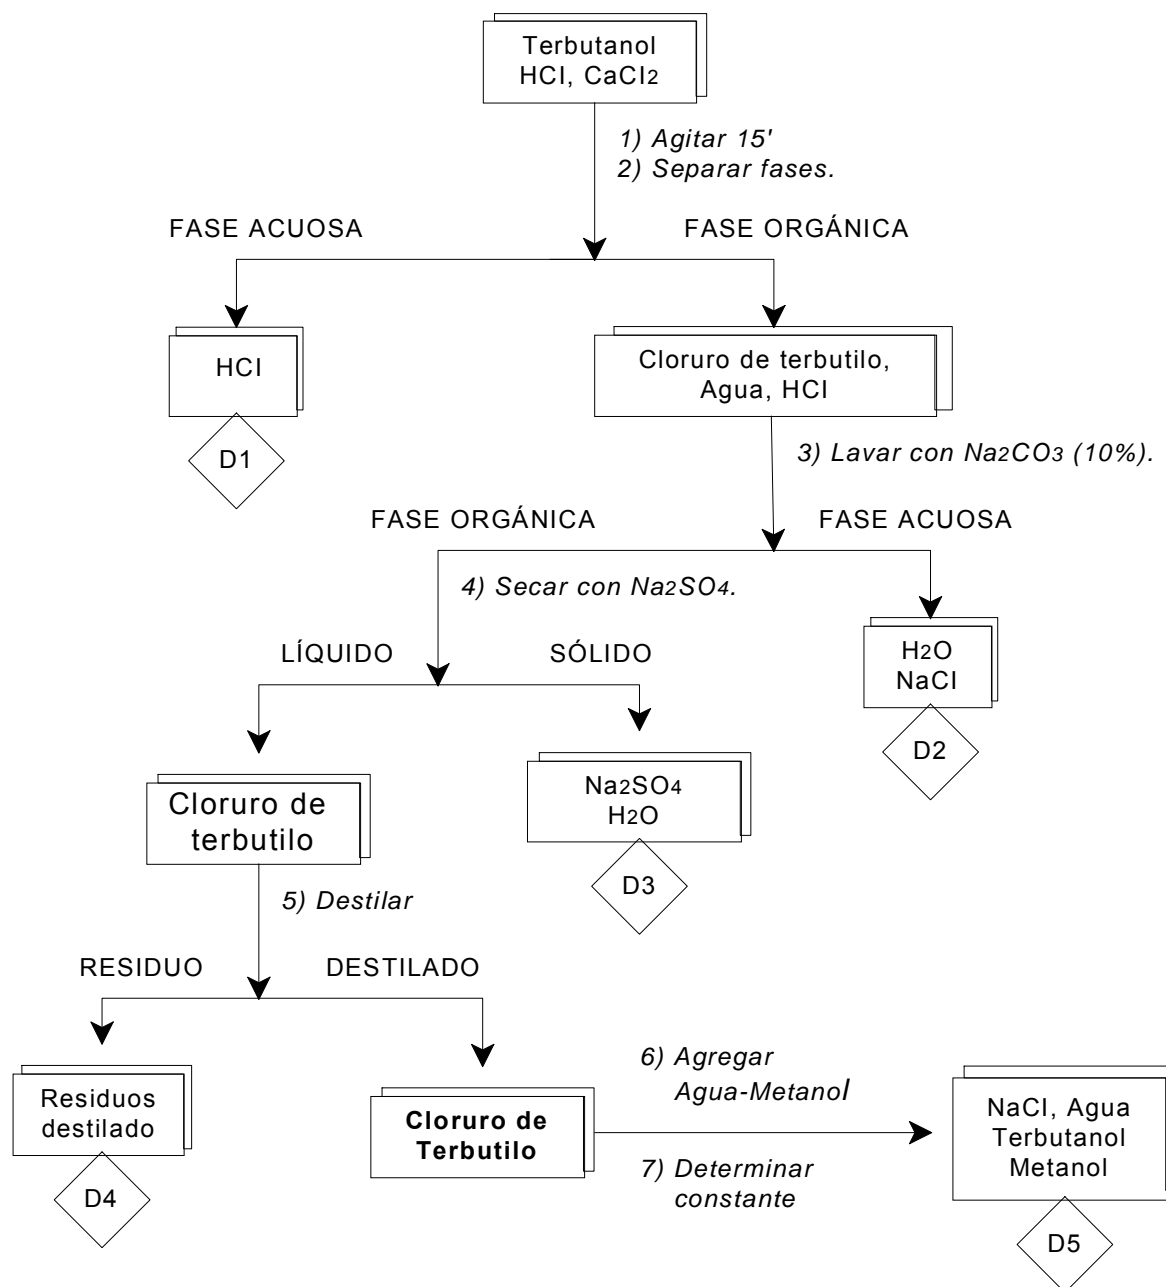 Terbutanol
HCl, CaCl2
1) Agitar 15'
2) Separar fases.
FASE ACUOSA
FASE ORGÁNICA
HCl
D1
Cloruro de terbutilo,
Agua, HCl
3) Lavar con Na2CO3 (10%).
FASE ORGÁNICA
FASE ACUOSA
4) Secar con Na2SO4.
H2O
NaCl
D2
LÍQUIDO
SÓLIDO
Cloruro de
terbutilo
Na2SO4
H2O
D3
5) Destilar
RESIDUO
DESTILADO
Residuos
destilado
D4
Cloruro de
Terbutilo
6) Agregar
Agua-Metanol
7) Determinar
constante
NaCl, Agua
Terbutanol
Metanol
D5